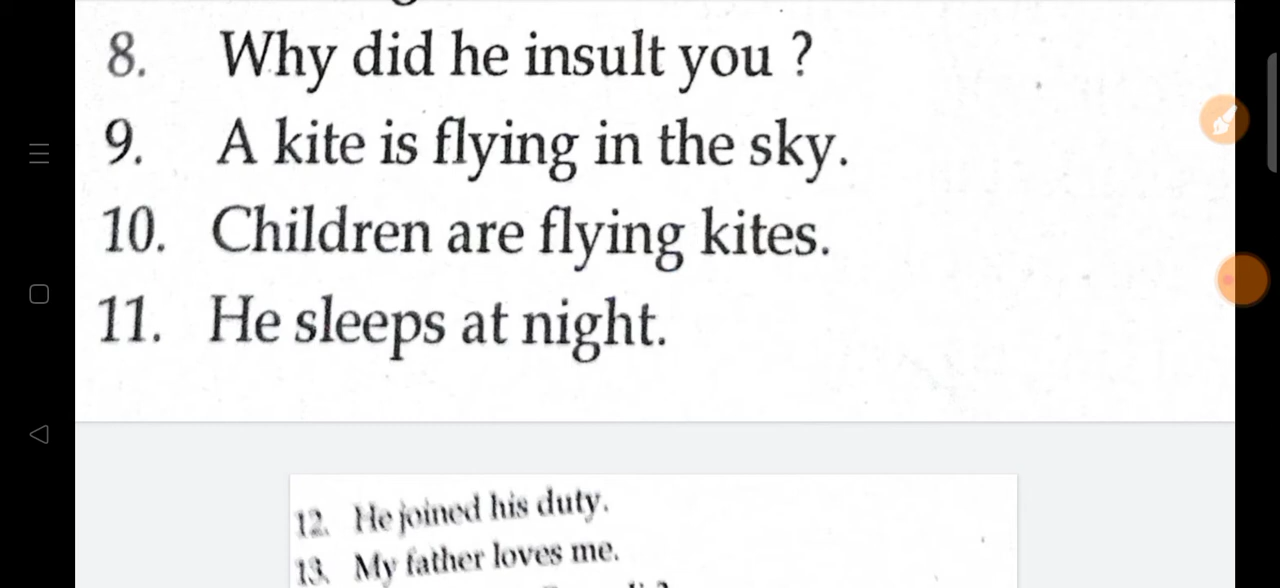 8. Why did he insult you ?
9. A kite is flying in the sky.
10. Children are flying kites.
11. He sleeps at night.
12. He joined his duty.
13. My father loves me.